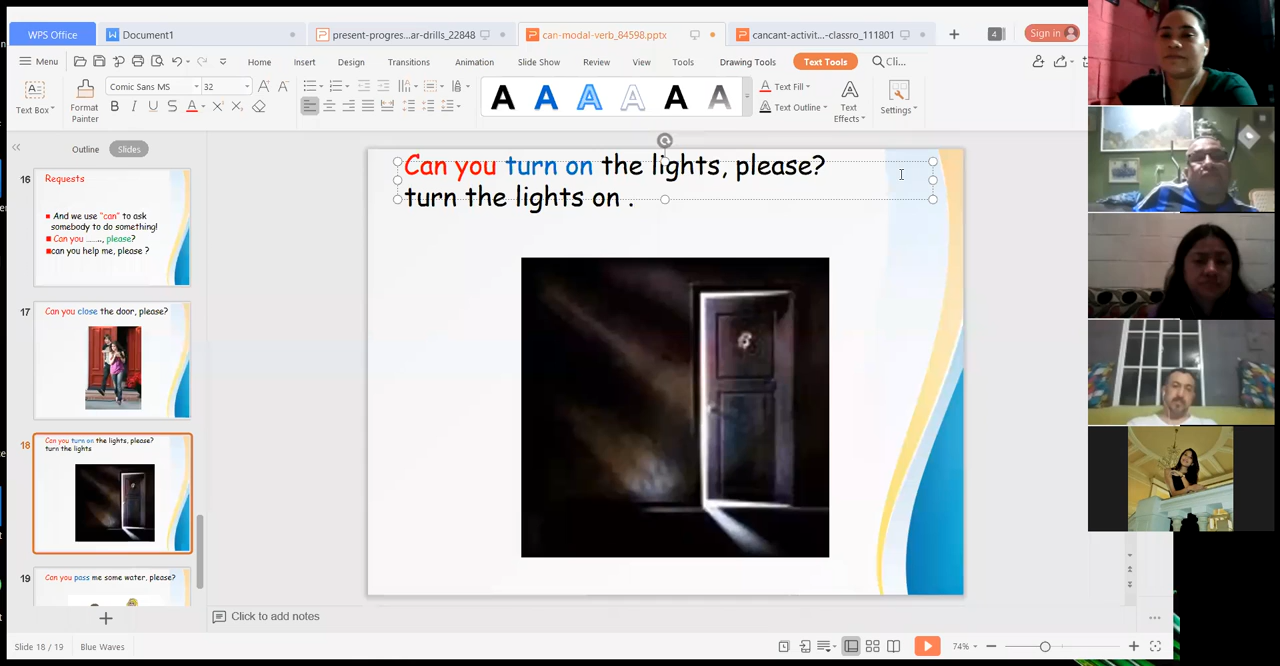 WPS Office
Document1
present-progres...ar-drills_22848
can-modal-verb_84598.pptx
cancant-activit...-classro_111801
4
Sign in
Menu
Home
Insert
Design
Transitions
Animation
Slide Show
Review
View
Tools
Drawing Tools
Text Tools
Cli...
Text Box
Format
Painter
Comic Sans MS
32
B I U S A
A A A A A A
Text Fill
Text Outline
Text
Effects
Settings
Outline
Slides
16
Requests
And we use "can" to ask
somebody to do something!
Can you ......., please?
can you help me, please ?
17
Can you close the door, please?
18
Can you turn on the lights, please?
turn the lights
19
Can you pass me some water, please?
Can you turn on the lights, please?
turn the lights on .
Click to add notes
Slide 18 / 19
Blue Waves
74%